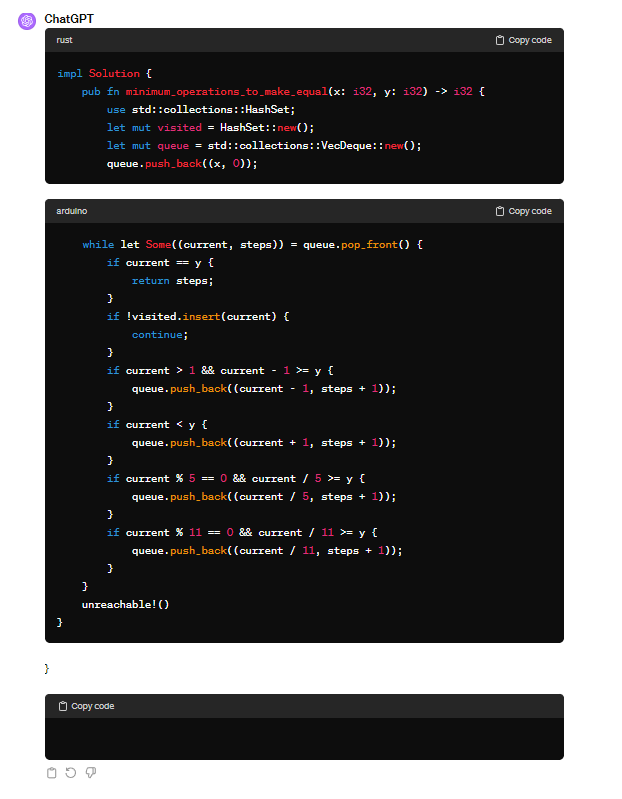 ChatGPT
rust
Copy code
impl Solution {
    pub fn minimum_operations_to_make_equal(x: i32, y: i32) -> i32 {
        use std::collections::HashSet;
        let mut visited = HashSet::new();
        let mut queue = std::collections::VecDeque::new();
        queue.push_back((x, 0));
arduino
Copy code
    while let Some((current, steps)) = queue.pop_front() {
        if current == y {
            return steps;
        }
        if !visited.insert(current) {
            continue;
        }
        if current > 1 && current - 1 >= y {
            queue.push_back((current - 1, steps + 1));
        }
        if current < y {
            queue.push_back((current + 1, steps + 1));
        }
        if current % 5 == 0 && current / 5 >= y {
            queue.push_back((current / 5, steps + 1));
        }
        if current % 11 == 0 && current / 11 >= y {
            queue.push_back((current / 11, steps + 1));
        }
    }
    unreachable!()
}
}
Copy code